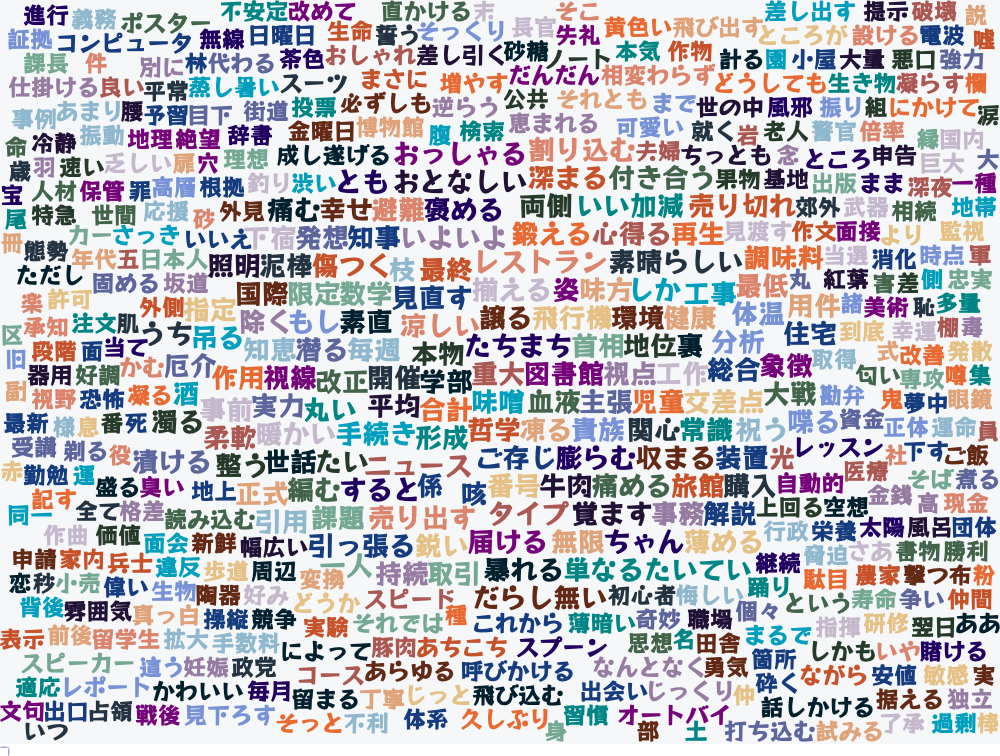 進行 義務 ポスター 不安定 改めて 直かける 末 そこ 差し出す 提示 破壊 説
証拠 コンピュータ 無線 日曜日 生命 誓う そっくり 長官 失礼 黄色い 飛び出す ところが 設ける 電波 嘘
課長 件 別に 林 代わる 茶色 おしゃれ 差し引く 砂糖 ノート 本気 作物 計る 園 小屋 大量 悪口 強力
仕掛ける 良い 平常 蒸し暑い スーツ まさに 増やす だんだん 相変わらず どうしても 生き物 凝らす 欄
事例 あまり 腰 予習 目下 街道 投票 必ずしも 逆らう 公共 それとも まで 世の中 風邪 振り 組 にかけて 涙
命 冷静 振動 地理 絶望 辞書 金曜日 博物館 腹 検索 恵まれる 可愛い 就く 岩 老人 警官 倍率 縁 国内
歳 羽 速い 乏しい 扉 穴 理想 成し遂げる おっしゃる 割り込む 夫婦 ちっとも 念 ところ 申告 巨大 大
宝 人材 保管 罪 高層 根拠 釣り 渋い とも おとなしい 深まる 付き合う 果物 基地 出版 まま 深夜 一種
尾 特急 世間 応援 砂 外見 痛む 幸せ 避難 褒める 両側 いい加減 売り切れ 郊外 武器 相続 地帯
冊 態勢 カー さっき いいえ 下宿 発想 知事 いよいよ 鍛える 心得る 再生 見渡す 作文 面接 より 監視
ただし 年代 五 日本人 照明 泥棒 傷つく 枝 最終 レストラン 素晴らしい 調味料 当選 消化 時点 軍
固める 坂道 国際 限定 数学 見直す 揃える 姿 味方 しか 工事 最低 丸 紅葉 書 差 側 忠実
楽 許可 外側 指定 除く もし 素直 涼しい 譲る 飛行機 環境 健康 体温 用件 諸 美術 恥 多量
区 承知 注文 肌 うち 吊る 知恵 潜る 毎週 本物 たちまち 首相 地位 裏 分析 住宅 到底 幸運 棚 毒
旧 段階 面 当て かむ 厄介 作用 視線 改正 開催 学部 重大 図書館 視点 工作 総合 象徴 取得 式 改善 発散
副 器用 好調 視野 恐怖 凝る 酒 事前 実力 丸い 平均 合計 味噌 血液 主張 児童 交差点 大戦 勘弁 匂い 専攻 噂 集 鬼 夢中 眼鏡
最新 様 息 番 死 濁る 柔軟 暖かい 手続き 形成 哲学 凍る 貴族 関心 常識 祝う 喋る 資金 正体 運命 員
受講 剃る 役 漬ける 整う 世話 たい ニュース ご存じ 膨らむ 収まる 装置 光 レッスン 社 下す ご飯
赤 勤勉 運 盛る 臭い 地上 正式 編む すると 係 咳 番号 牛肉 痛める 旅館 購入 自動的 医療 そば 煮る
同一 記す 全て 格差 読み込む 引用 課題 売り出す タイプ 覚ます 事務 解説 上回る 空想 金銭 高 現金
作曲 価値 面会 新鮮 幅広い 引っ張る 鋭い 届ける 無限 ちゃん 薄める 行政 栄養 太陽 風呂 団体
申請 家内 兵士 違反 歩道 周辺 変換 一人 持続 取引 暴れる 単なる たいてい 継続 脅迫 さあ 書物 勝利
恋 秒 小売 偉い 生物 陶器 好み どうか スピード だらし無い 初心者 悔しい 踊り 駄目 農家 撃つ 布 粉
背後 雰囲気 真っ白 操縦 競争 実験 それでは 種 これから 薄暗い 奇妙 職場 個々 という 寿命 争い 仲間
表示 前後 留学生 拡大 手数料 によって 豚肉 あちこち スプーン 思想 名 田舎 まるで 指揮 研修 翌日 ああ
スピーカー 違う 妊娠 政党 コース あらゆる 呼びかける なんとなく 勇気 箇所 しかも いや 賭ける
適応 レポート かわいい 毎月 留まる 丁寧 じっと 飛び込む 出会い じっくり 仲 砕く ながら 安値 敏感 実
文句 出口 占領 戦後 見下ろす そっと 不利 体系 久しぶり 習慣 オートバイ 話しかける 据える 独立
いつ 身 部 土 打ち込む 試みる 了承 過剰 棒